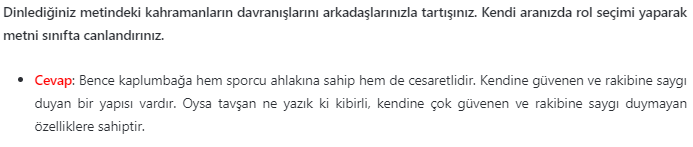 Dinlediğiniz metindeki kahramanların davranışlarını arkadaşlarınızla tartışınız. Kendi aranızda rol seçimi yaparak
metni sınıfta canlandırınız.
• Cevap: Bence kaplumbağa hem sporcu ahlakına sahip hem de cesaretlidir. Kendine güvenen ve rakibine saygı
duyan bir yapısı vardır. Oysa tavşan ne yazık ki kibirli, kendine çok güvenen ve rakibine saygı duymayan
özelliklere sahiptir.